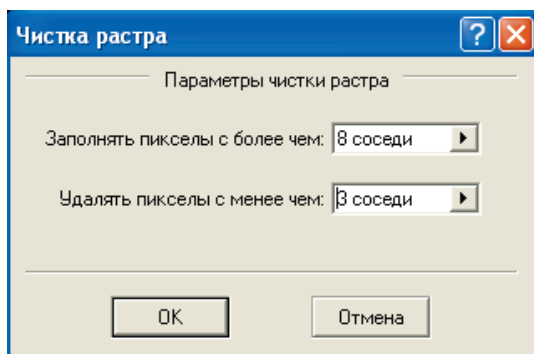 Чистка растра
Параметры чистки растра
Заполнять пикселы с более чем: 8 соседи
Удалять пикселы с менее чем: 3 соседи
OK Отмена